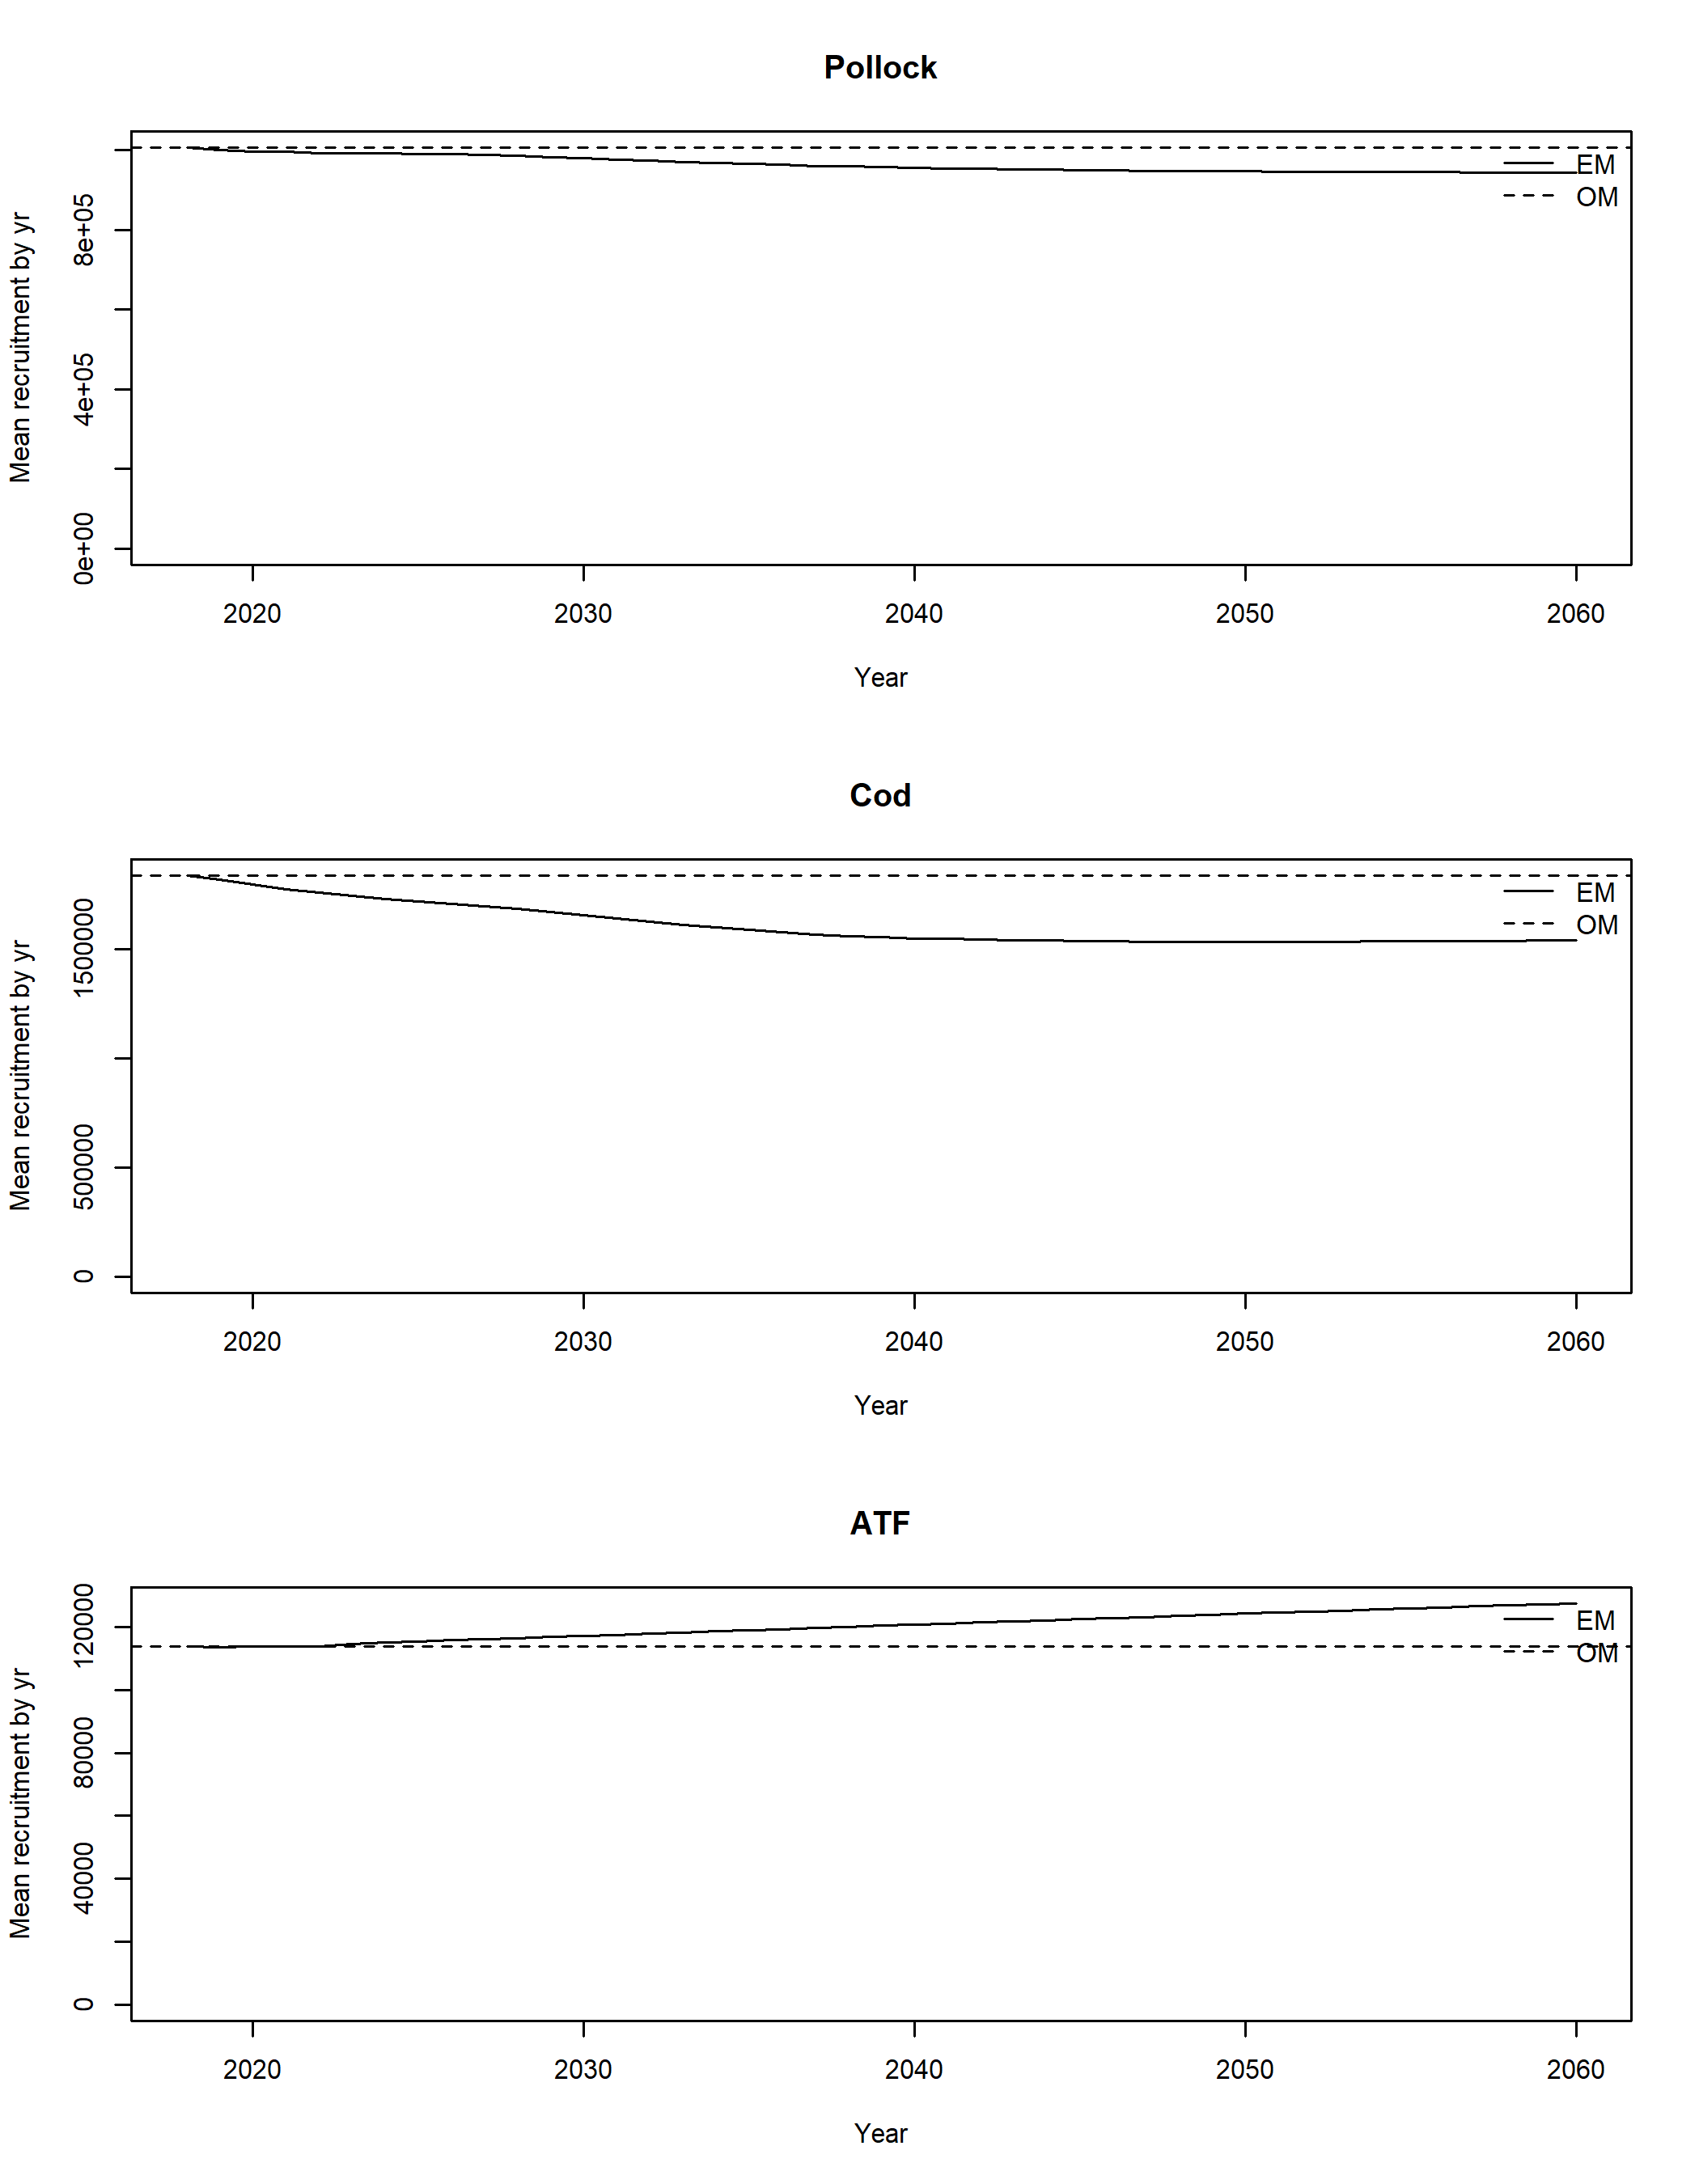 Pollock
Mean recruitment by yr
8e+05
4e+05
0e+00
EM
OM
2020 2030 2040 2050 2060
Year
Cod
Mean recruitment by yr
1500000
500000
0
EM
OM
2020 2030 2040 2050 2060
Year
ATF
Mean recruitment by yr
120000
80000
40000
0
EM
OM
2020 2030 2040 2050 2060
Year